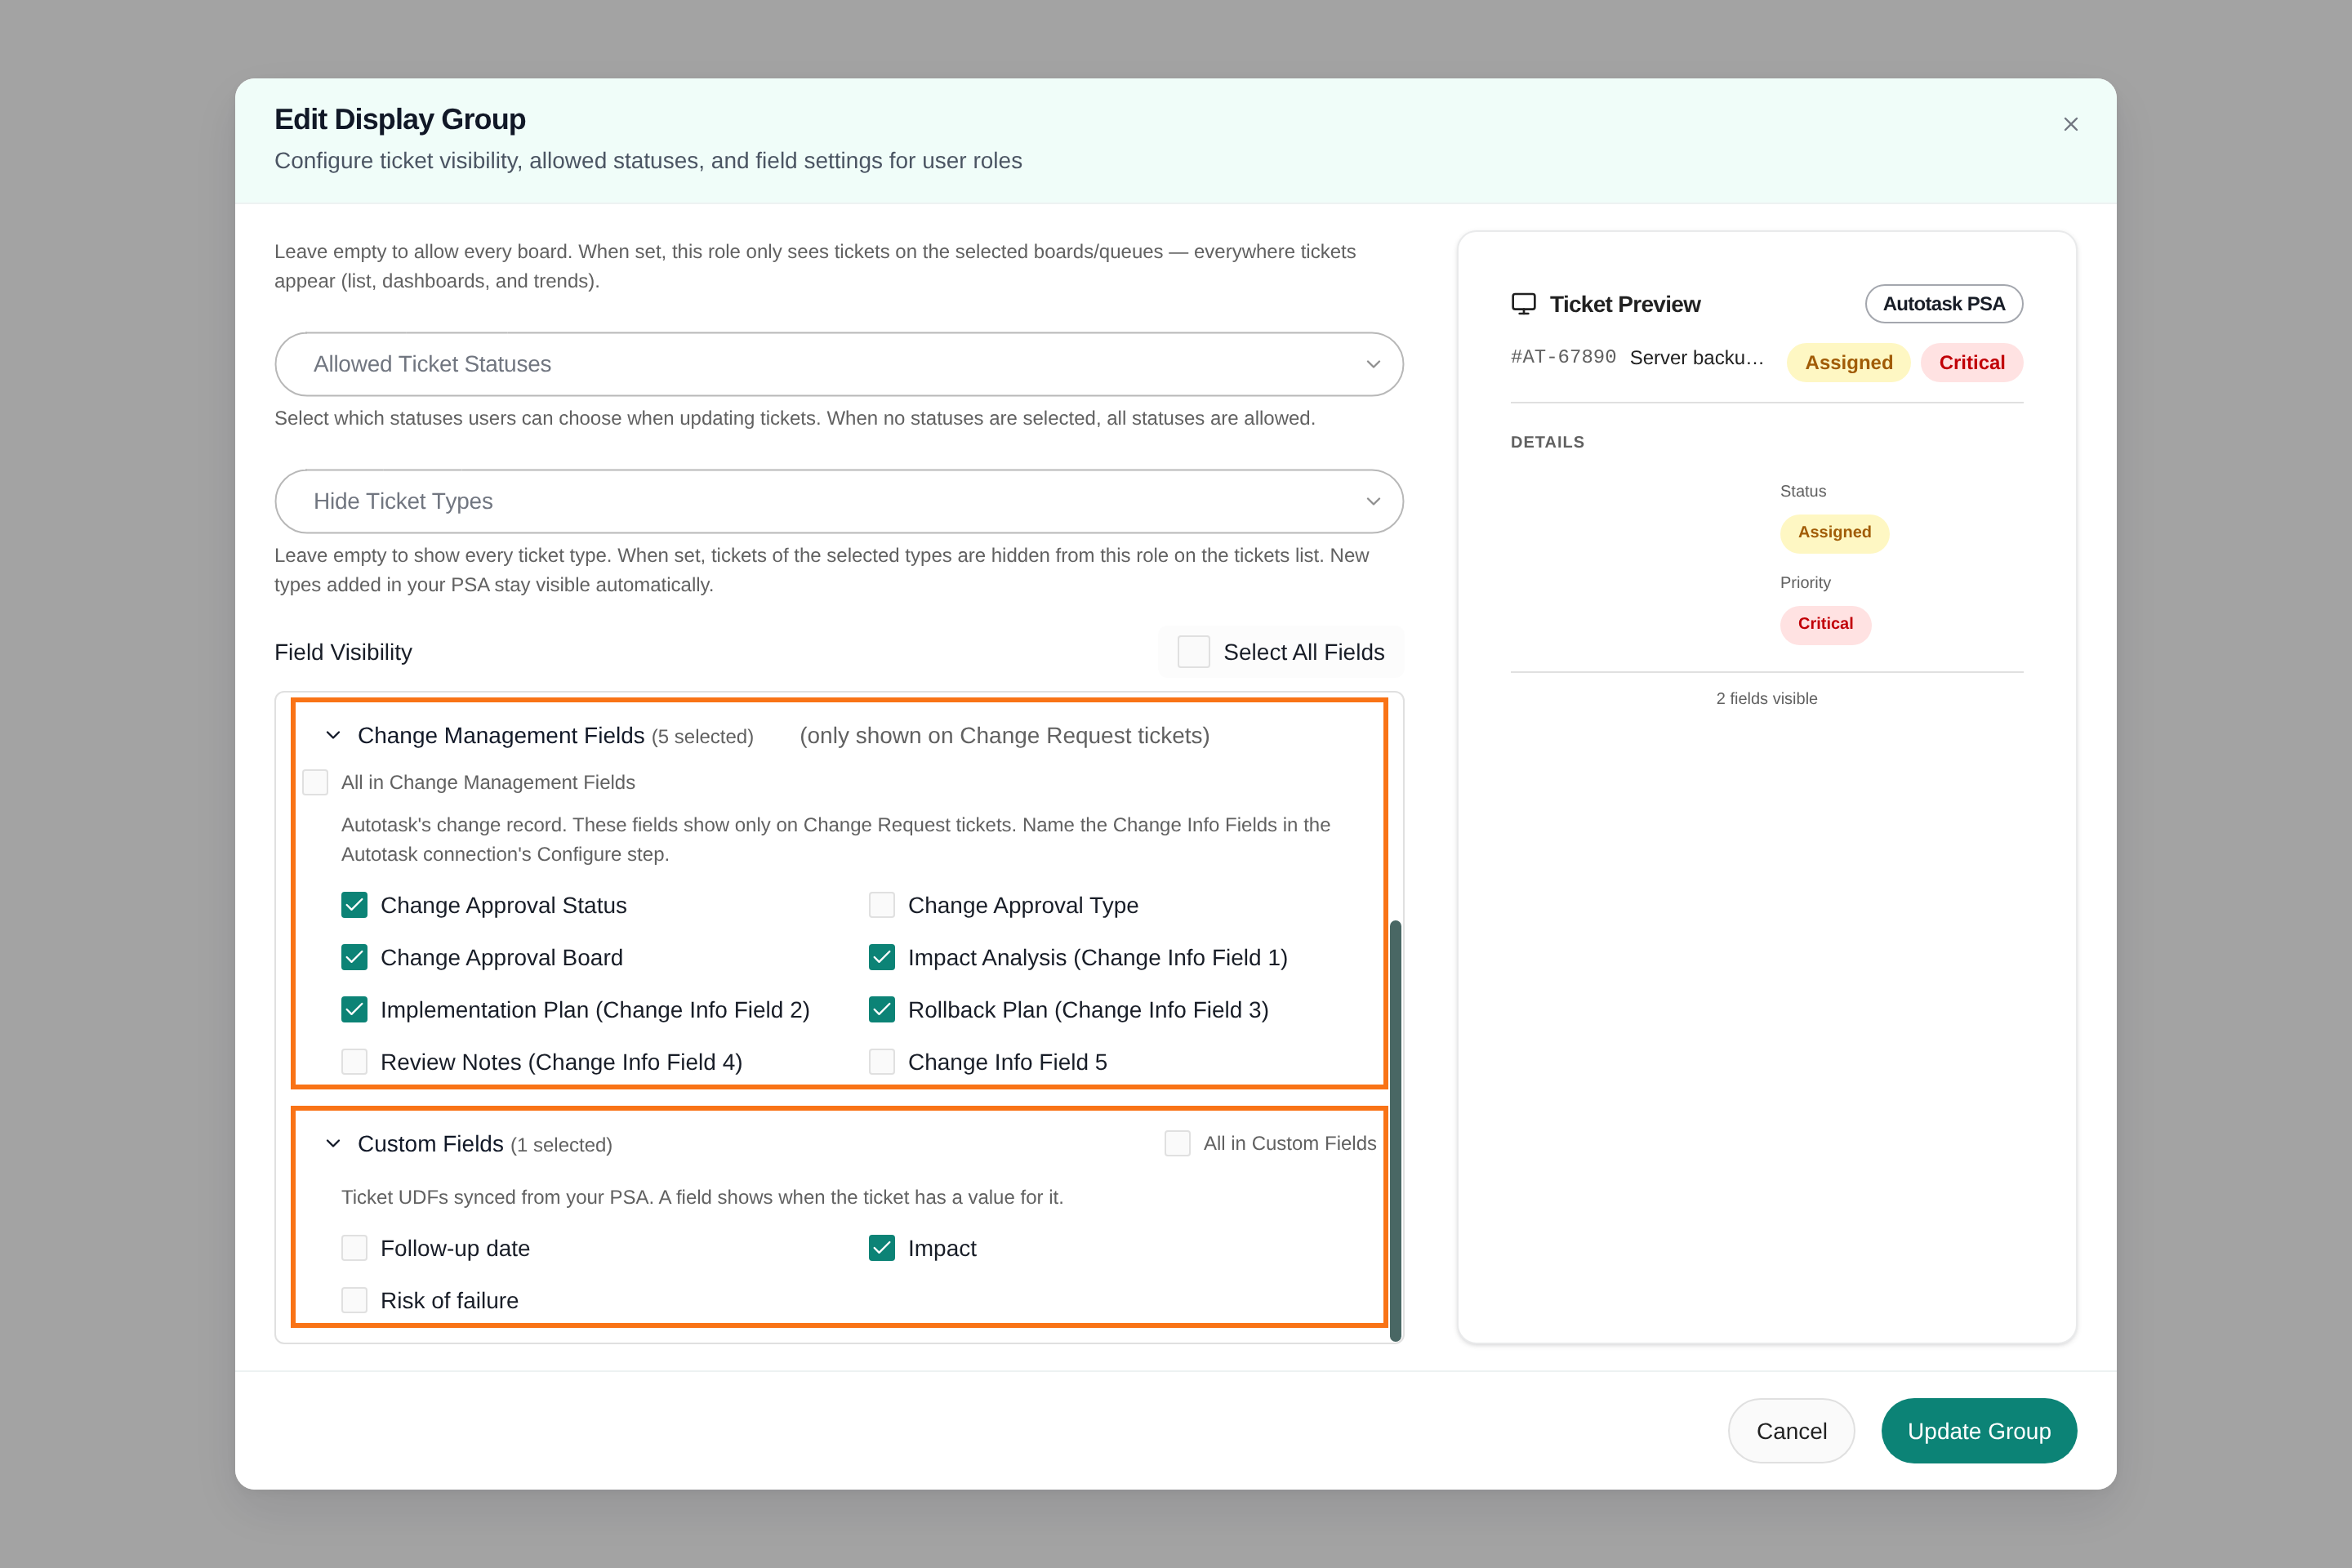 Edit Display Group
Configure ticket visibility, allowed statuses, and field settings for user roles
Leave empty to allow every board. When set, this role only sees tickets on the selected boards/queues — everywhere tickets
appear (list, dashboards, and trends).
Allowed Ticket Statuses
Select which statuses users can choose when updating tickets. When no statuses are selected, all statuses are allowed.
Hide Ticket Types
Leave empty to show every ticket type. When set, tickets of the selected types are hidden from this role on the tickets list. New
types added in your PSA stay visible automatically.
Field Visibility
Select All Fields
Change Management Fields (5 selected) (only shown on Change Request tickets)
All in Change Management Fields
Autotask's change record. These fields show only on Change Request tickets. Name the Change Info Fields in the
Autotask connection's Configure step.
Change Approval Status
Change Approval Type
Change Approval Board
Impact Analysis (Change Info Field 1)
Implementation Plan (Change Info Field 2)
Rollback Plan (Change Info Field 3)
Review Notes (Change Info Field 4)
Change Info Field 5
Custom Fields (1 selected)
All in Custom Fields
Ticket UDFs synced from your PSA. A field shows when the ticket has a value for it.
Follow-up date
Impact
Risk of failure
Ticket Preview
Autotask PSA
#AT-67890 Server backu…
Assigned
Critical
DETAILS
Status
Assigned
Priority
Critical
2 fields visible
Cancel
Update Group